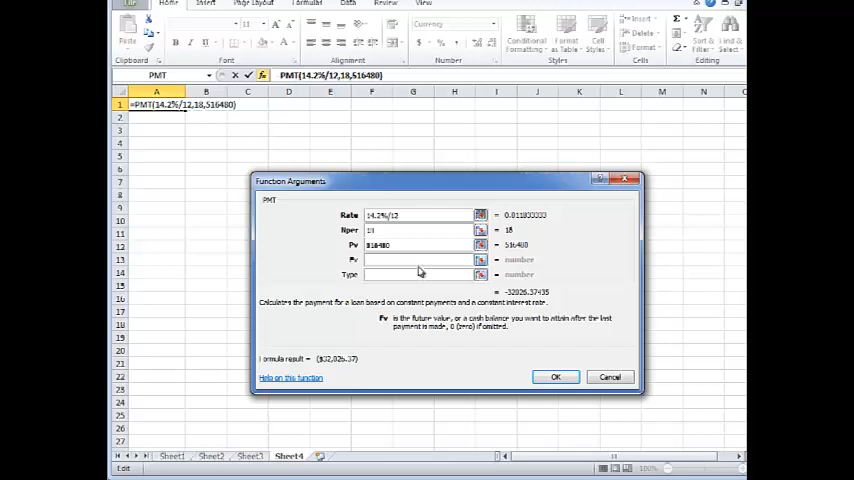 File Home Insert Page Layout Formulas Data Review View
Paste
11
Currency
$ %
B I U
Conditional Formatting
Format as Table
Cell Styles
Insert
Delete
Format
Sort & Filter
Find &
Clipboard Font Alignment Number Styles Cells
PMT
PMT(14.2%/12,18,516480)
A B C D E F G H I J K L M N
1 =PMT(14.2%/12,18,516480)
2
3
4
5
6
7
8
9
10
11
12
13
14
15
16
17
18
19
20
21
22
23
24
25
26
27
Function Arguments
PMT
Rate 14.2%/12 = 0.011833333
Nper 18 = 18
Pv 516480 = 516480
Fv = number
Type = number
= -32026.37435
Calculates the payment for a loan based on constant payments and a constant interest rate.
Fv is the future value, or a cash balance you want to attain after the last
payment is made, 0 (zero) if omitted.
Formula result = ($32,026.37)
Help on this function
OK Cancel
Sheet1 Sheet2 Sheet3 Sheet4
Edit 100%